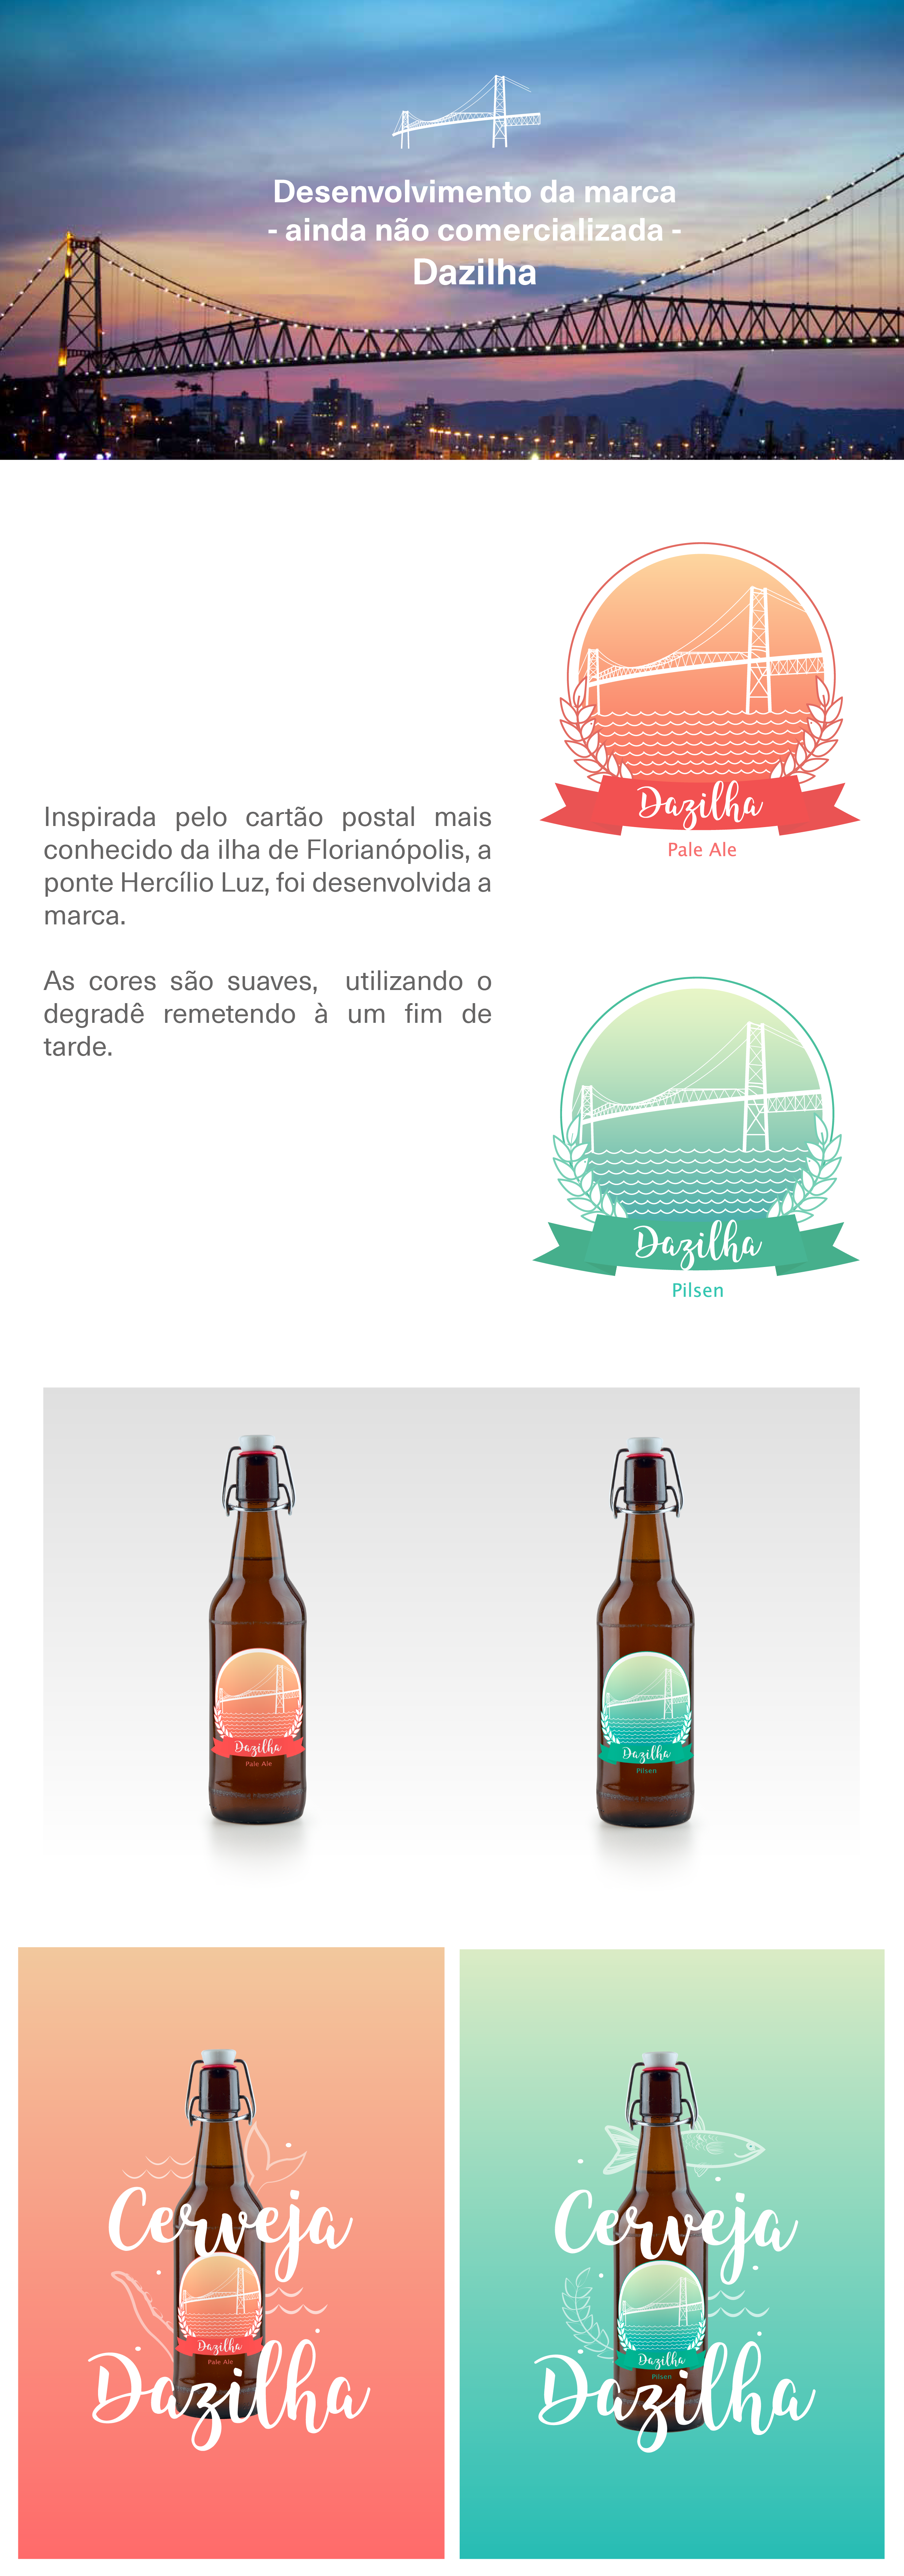 Desenvolvimento da marca
- ainda não comercializada -
Dazilha
Dazilha
Pale Ale
Inspirada pelo cartão postal mais
conhecido da ilha de Florianópolis, a
ponte Hercílio Luz, foi desenvolvida a
marca.
As cores são suaves, utilizando o
degradê remetendo à um fim de
tarde.
Dazilha
Pilsen
Dazilha
Pale Ale
Dazilha
Pilsen
Cerveja
Dazilha
Pale Ale
Dazilha
Cerveja
Dazilha
Pilsen
Dazilha